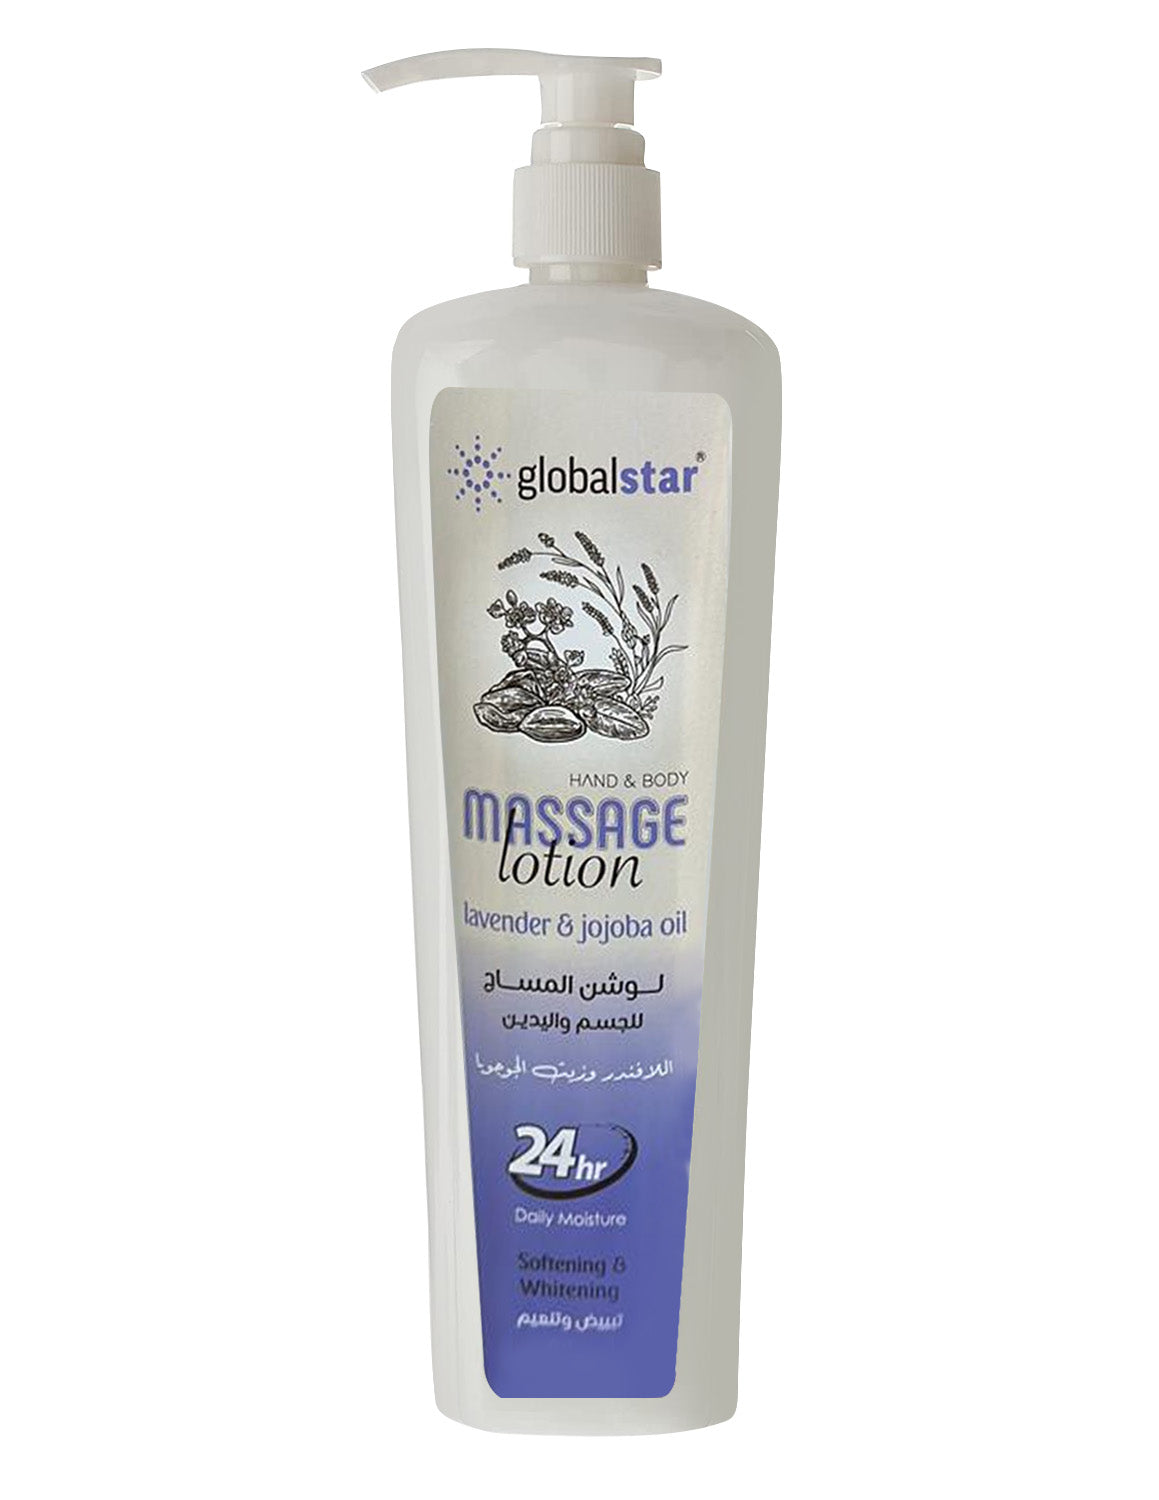 globalstar®
HAND & BODY
MASSAGE
lotion
lavender & jojoba oil
لوشن المساج
للجسم واليدين
اللافندر وزيت الجوجوبا
24hr
Daily Moisture
Softening &
Whitening
تبييض وتنعيم